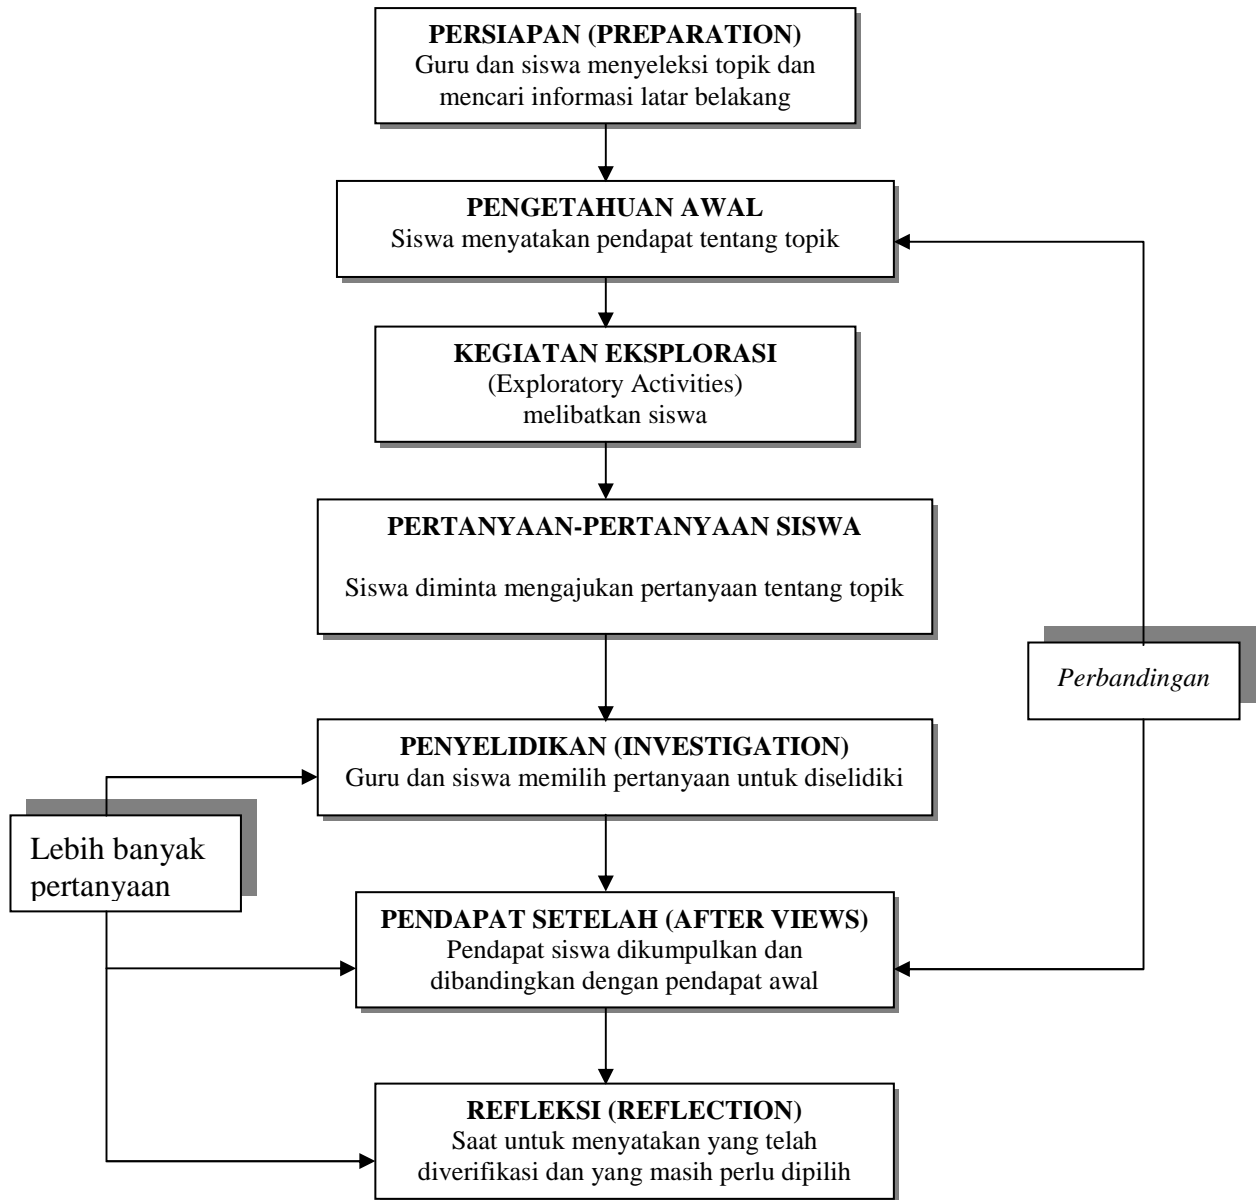 PERSIAPAN (PREPARATION)
Guru dan siswa menyeleksi topik dan
mencari informasi latar belakang
PENGETAHUAN AWAL
Siswa menyatakan pendapat tentang topik
KEGIATAN EKSPLORASI
(Exploratory Activities)
melibatkan siswa
PERTANYAAN-PERTANYAAN SISWA
Siswa diminta mengajukan pertanyaan tentang topik
Perbandingan
PENYELIDIKAN (INVESTIGATION)
Guru dan siswa memilih pertanyaan untuk diselidiki
Lebih banyak
pertanyaan
PENDAPAT SETELAH (AFTER VIEWS)
Pendapat siswa dikumpulkan dan
dibandingkan dengan pendapat awal
REFLEKSI (REFLECTION)
Saat untuk menyatakan yang telah
diverifikasi dan yang masih perlu dipilih